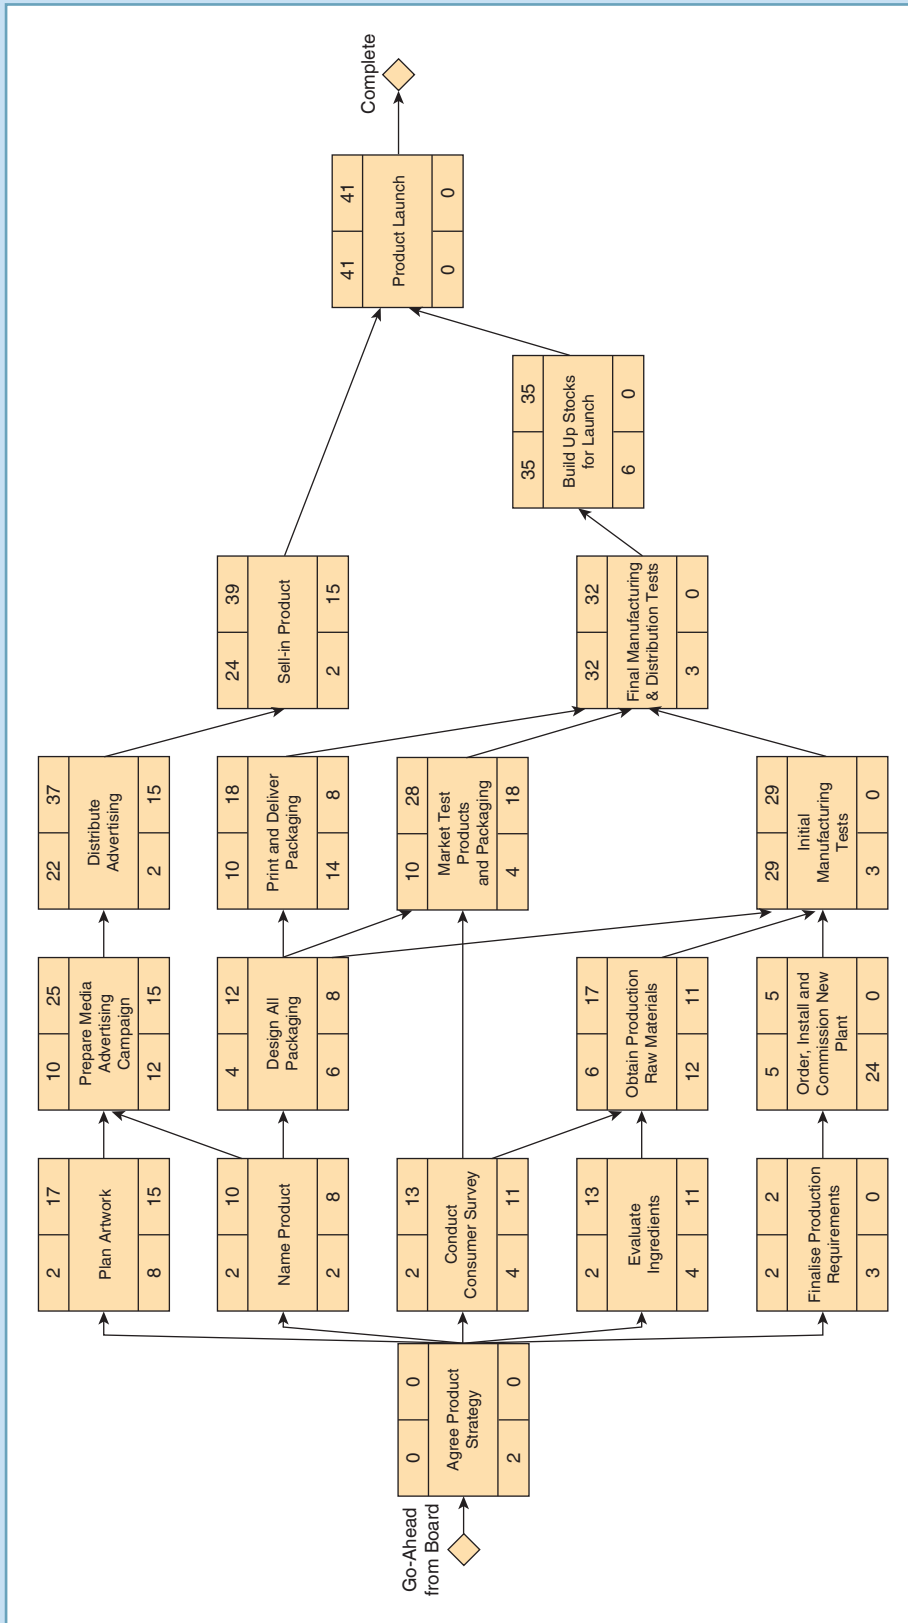 Go-Ahead
from Board
0 0
Agree Product
Strategy
2 0
2 17
Plan Artwork
8 15
2 10
Name Product
2 8
2 13
Conduct
Consumer Survey
4 11
2 13
Evaluate
Ingredients
4 11
2 2
Finalise Production
Requirements
3 0
10 25
Prepare Media
Advertising
Campaign
12 15
4 12
Design All
Packaging
6 8
6 17
Obtain Production
Raw Materials
12 11
5 5
Order, Install and
Commission New
Plant
24 0
22 37
Distribute
Advertising
2 15
10 18
Print and Deliver
Packaging
14 8
10 28
Market Test
Products
and Packaging
4 18
29 29
Initial
Manufacturing
Tests
3 0
24 39
Sell-in Product
2 15
32 32
Final Manufacturing
& Distribution Tests
3 0
35 35
Build Up Stocks
for Launch
6 0
41 41
Product Launch
0 0
Complete